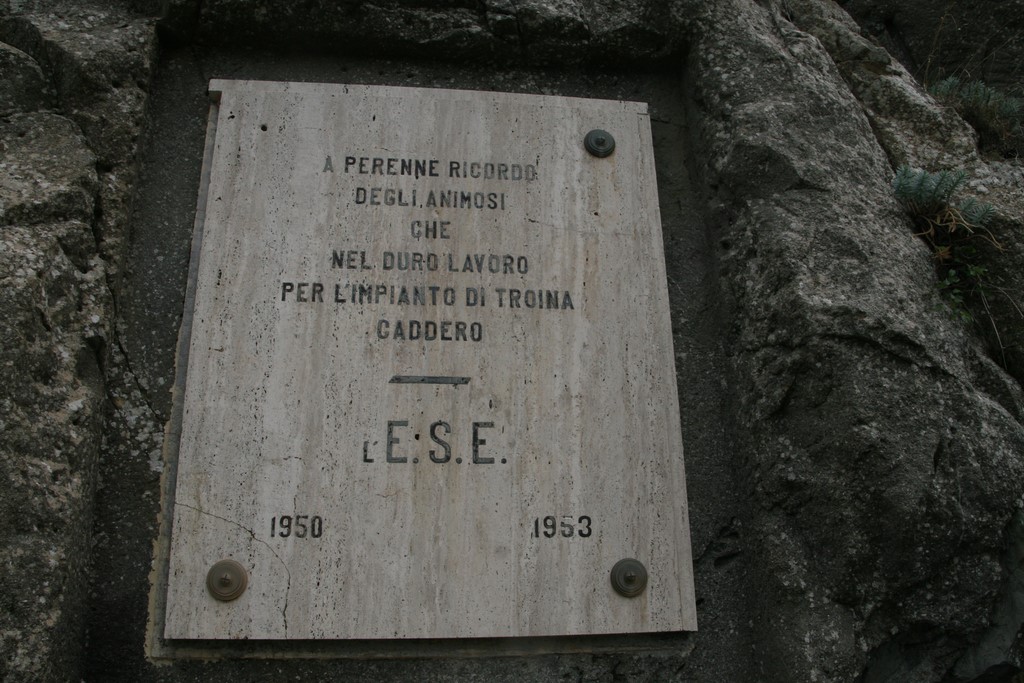 A PERENNE RICORDO
DEGLI ANIMOSI
CHE
NEL DURO LAVORO
PER L'IMPIANTO DI TROINA
CADDERO
L'E.S.E.
1950 1953